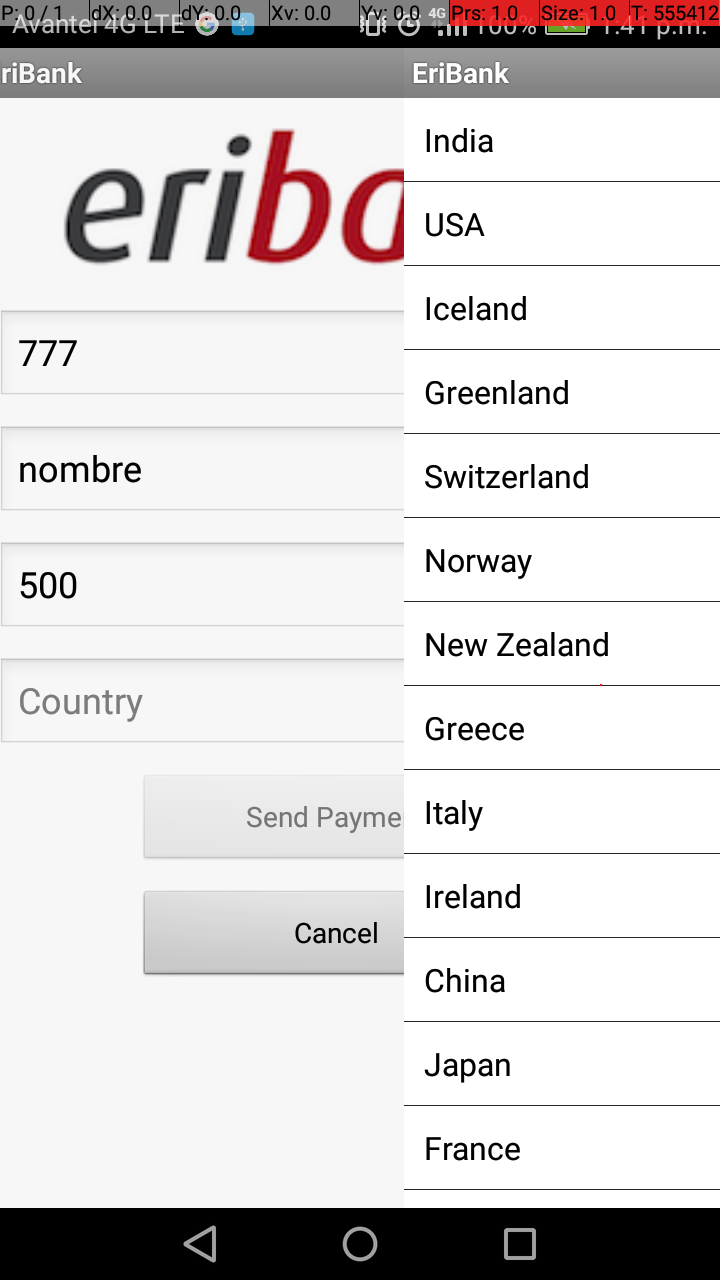 P: 0 / 1 dX: 0.0 dY: 0.0 Xv: 0.0 Yv: 0.0 Prs: 1.0 Size: 1.0 T: 555412
Avantel 4G LTE 4G 100% 1:41 p.m.
riBank
eriba
777
nombre
500
Country
Send Payme
Cancel
EriBank
India
USA
Iceland
Greenland
Switzerland
Norway
New Zealand
Greece
Italy
Ireland
China
Japan
France